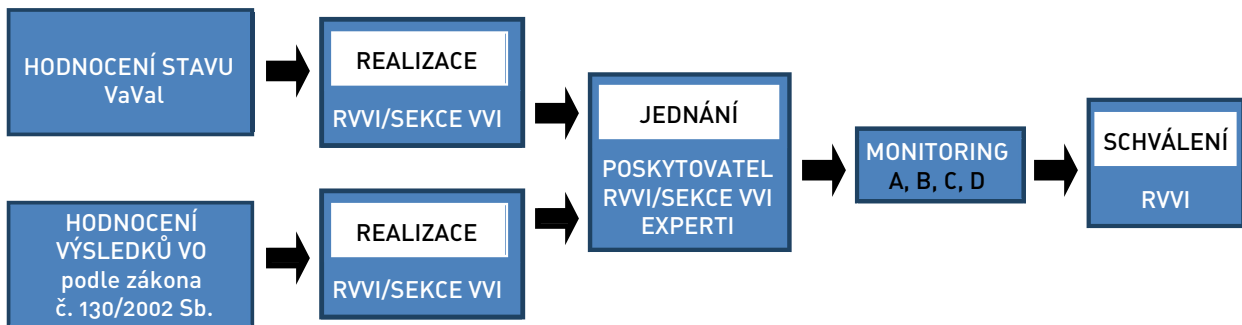 HODNOCENÍ STAVU
VaVaI
REALIZACE
RVVI/SEKCE VVI
HODNOCENÍ
VÝSLEDKŮ VO
podle zákona
č. 130/2002 Sb.
REALIZACE
RVVI/SEKCE VVI
JEDNÁNÍ
POSKYTOVATEL
RVVI/SEKCE VVI
EXPERTI
MONITORING
A, B, C, D
SCHVÁLENÍ
RVVI